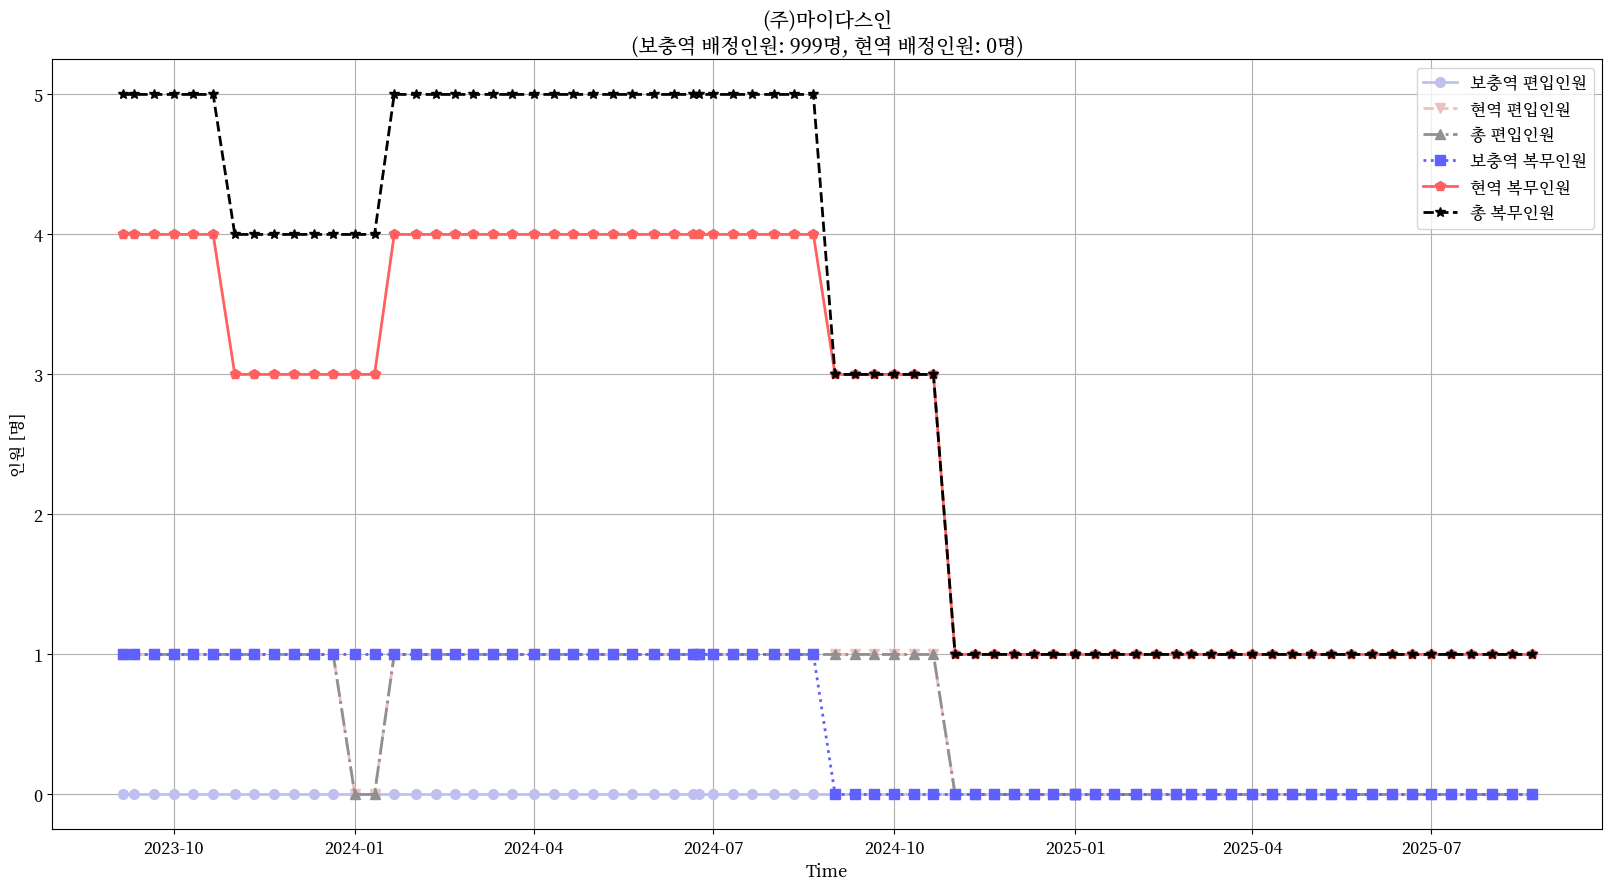 (주)마이다스인
(보충역 배정인원: 999명, 현역 배정인원: 0명)
보충역 편입인원
현역 편입인원
총 편입인원
보충역 복무인원
현역 복무인원
총 복무인원
인원 [명]
5
4
3
2
1
0
2023-10 2024-01 2024-04 2024-07 2024-10 2025-01 2025-04 2025-07
Time